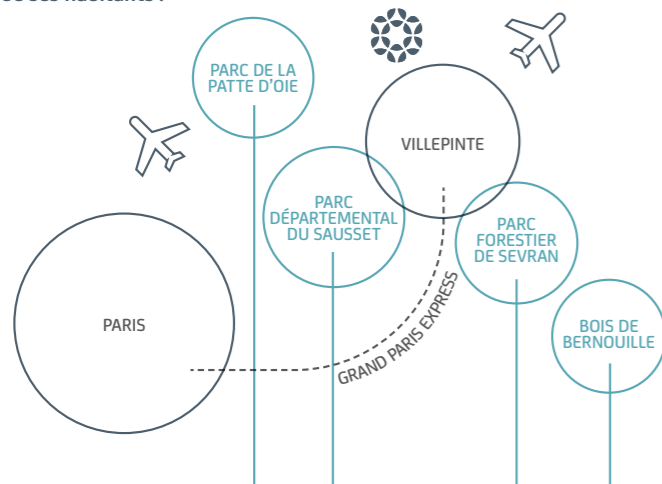 PARC DE LA
PATTE D'OIE
VILLEPINTE
PARC
DÉPARTEMENTAL
DU SAUSSET
PARC
FORESTIER
DE SEVRAN
PARIS
GRAND PARIS EXPRESS
BOIS DE
BERNOUILLE